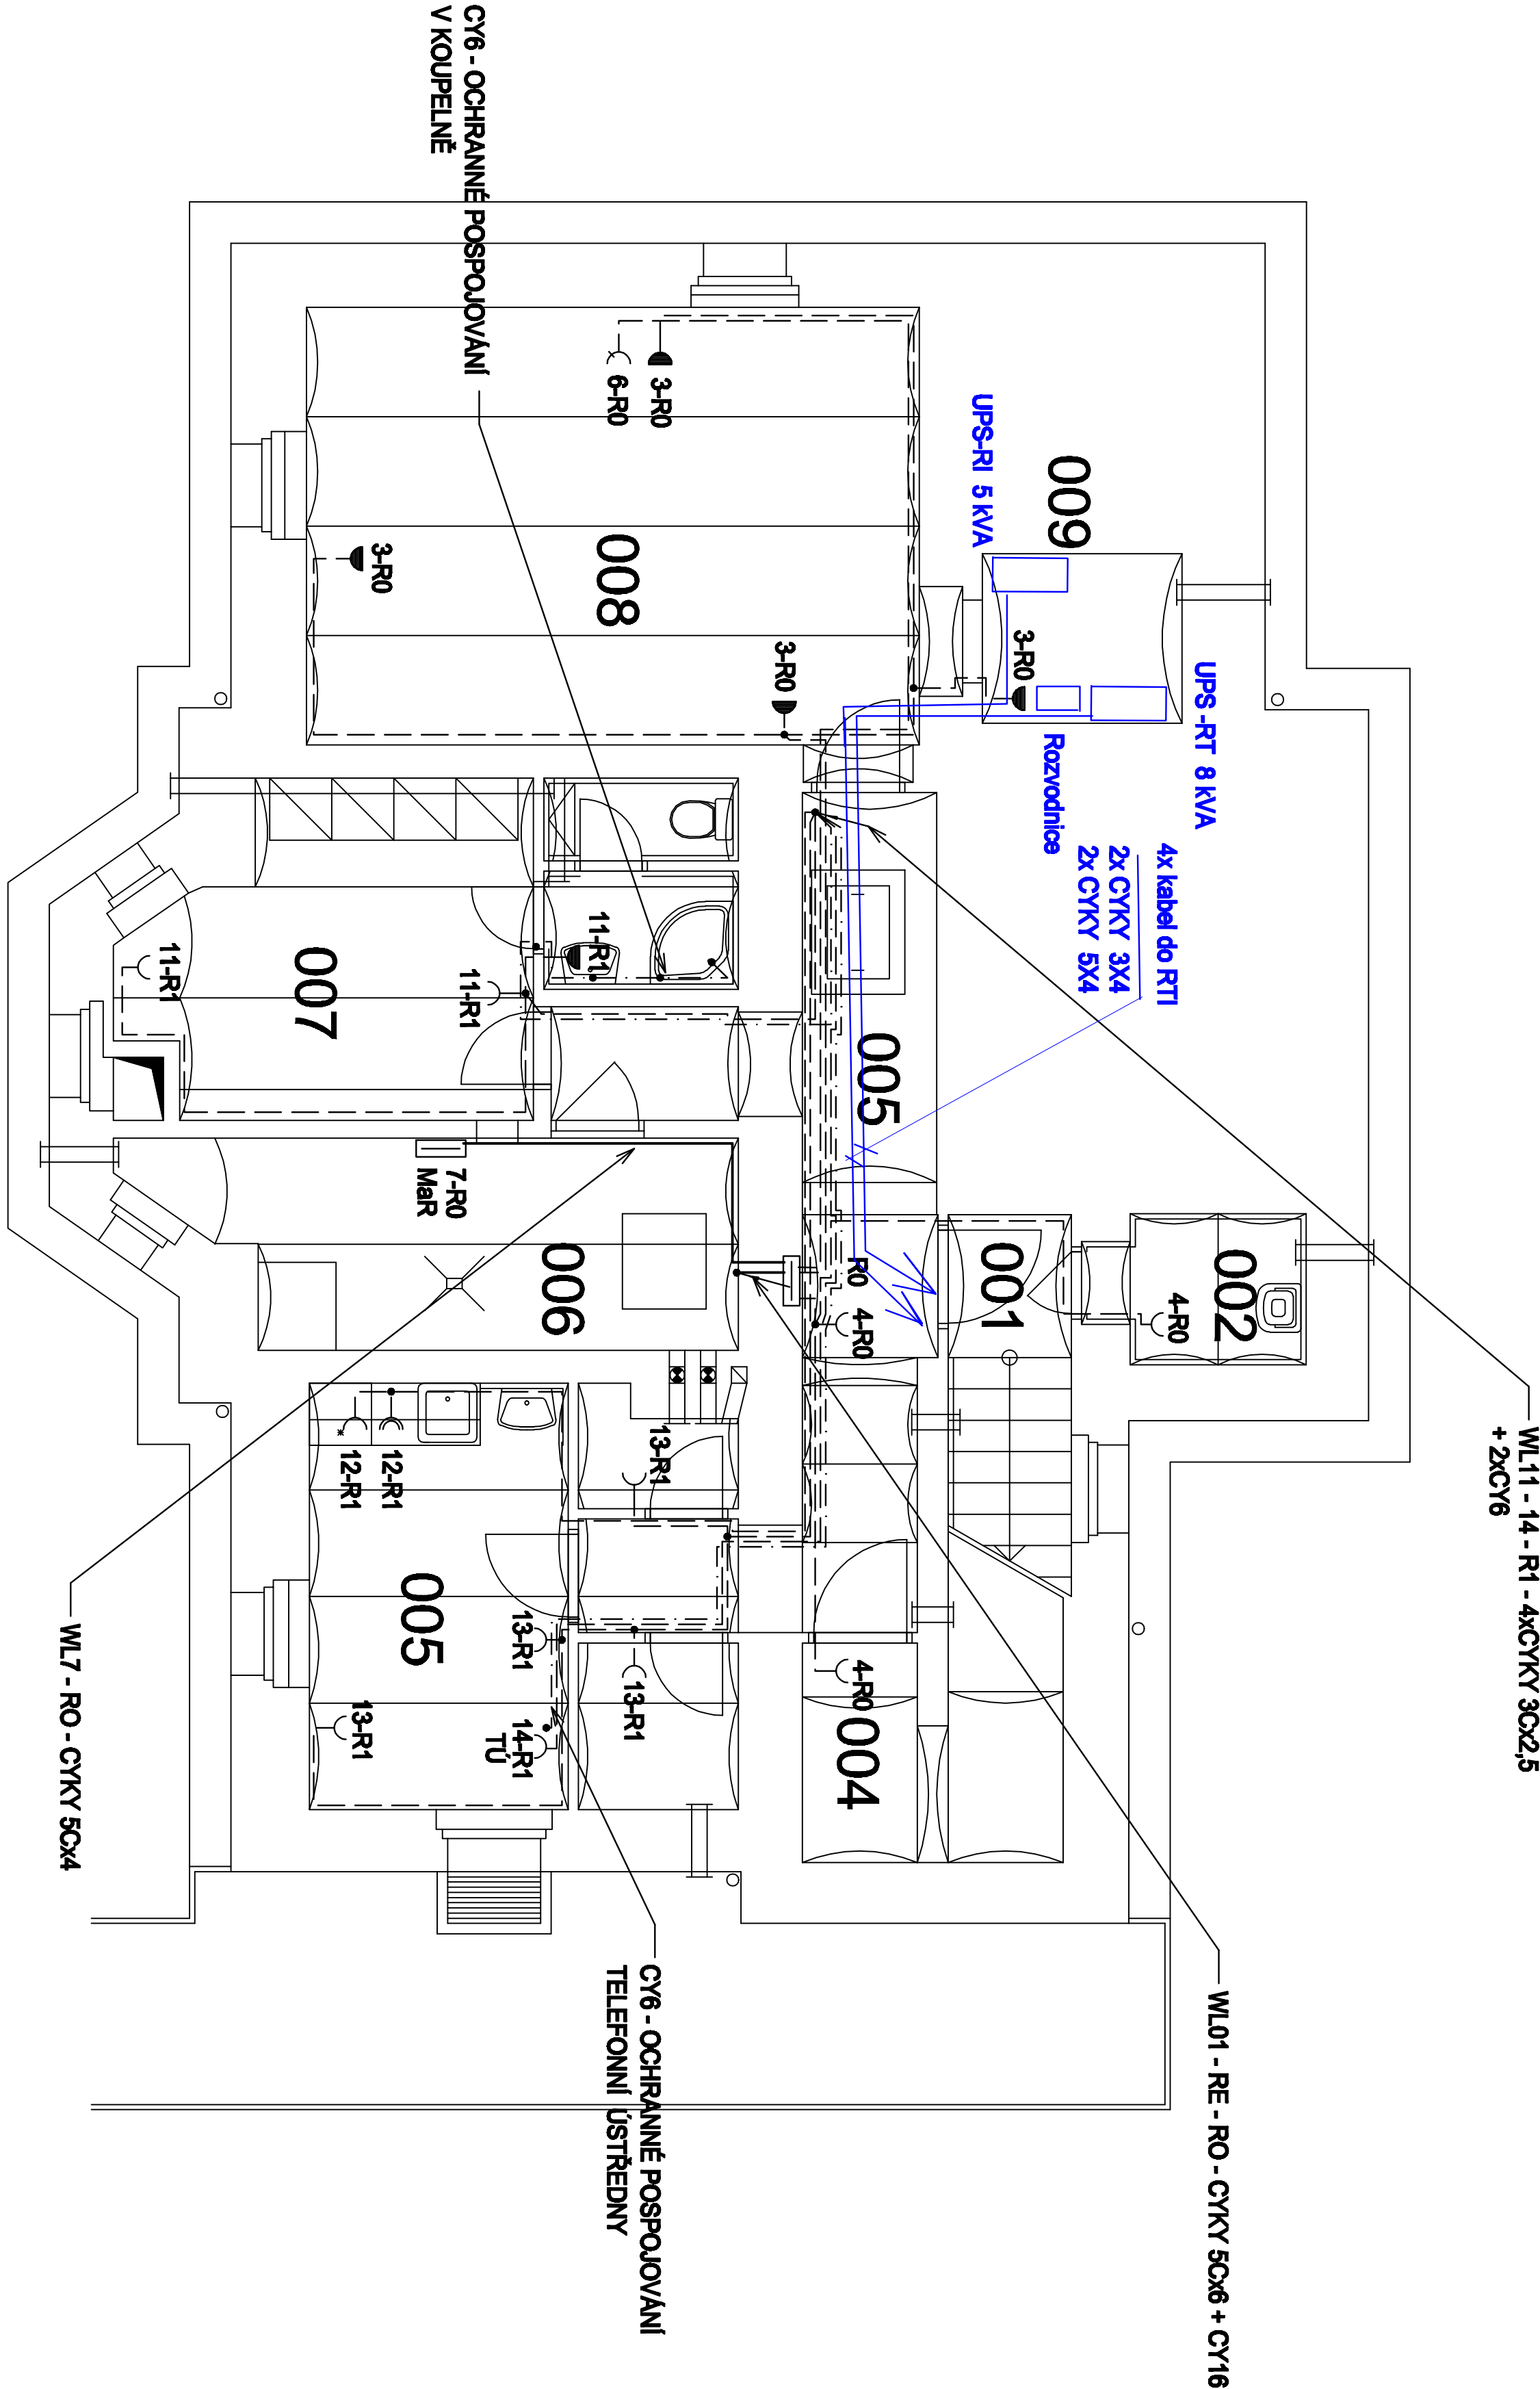 WL11 - 14 - R1 - 4xCYKY 3Cx2,5
+ 2xCY6
WL01 - RE - RO - CYKY 5Cx6 + CY16
UPS -RT 8 kVA
4x kabel do RTI
2x CYKY 3X4
2x CYKY 5X4
Rozvodnice
UPS-RI 5 kVA
009
3-R0
002
4-R0
001
005
R0
4-R0
4-R0
004
3-R0
3-R0
6-R0
008
3-R0
11-R1
11-R1
007
11-R1
7-R0
MaR
006
13-R1
13-R1
12-R1
12-R1
005
13-R1
14-R1
TÚ
13-R1
CY6 - OCHRANNÉ POSPOJOVÁNÍ
V KOUPELNĚ
CY6 - OCHRANNÉ POSPOJOVÁNÍ
TELEFONNÍ ÚSTŘEDNY
WL7 - RO - CYKY 5Cx4